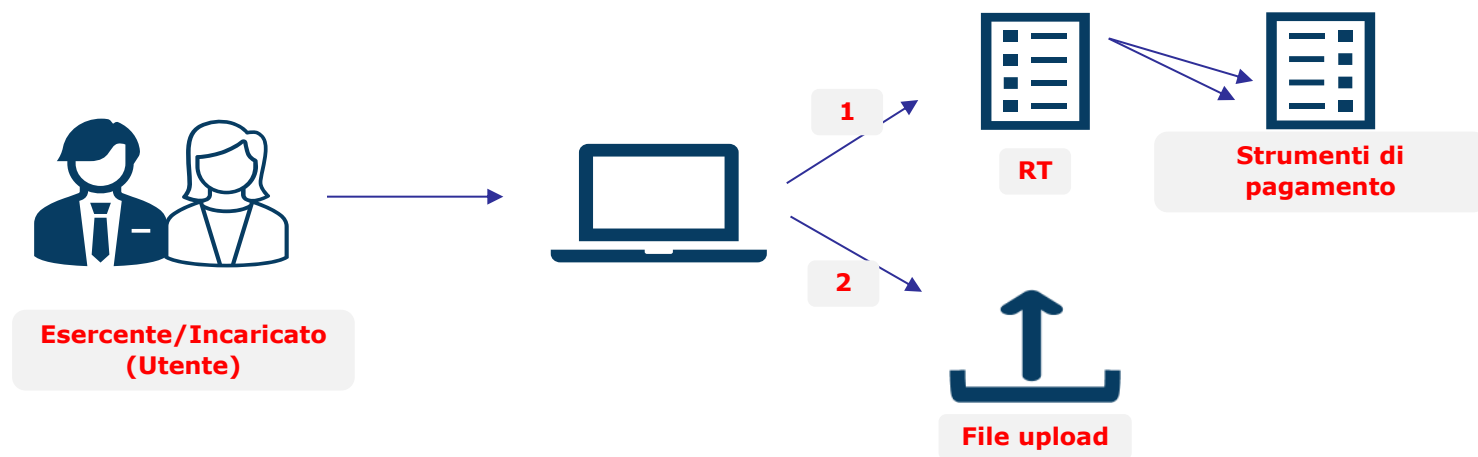 1
RT
Strumenti di
pagamento
2
Esercente/Incaricato
(Utente)
File upload